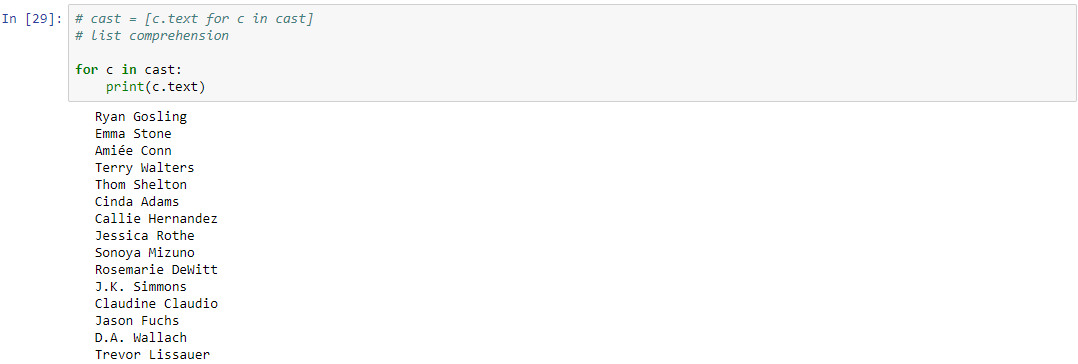 In [29]: # cast = [c.text for c in cast]
# list comprehension
for c in cast:
print(c.text)
Ryan Gosling
Emma Stone
Amiée Conn
Terry Walters
Thom Shelton
Cinda Adams
Callie Hernandez
Jessica Rothe
Sonoya Mizuno
Rosemarie DeWitt
J.K. Simmons
Claudine Claudio
Jason Fuchs
D.A. Wallach
Trevor Lissauer